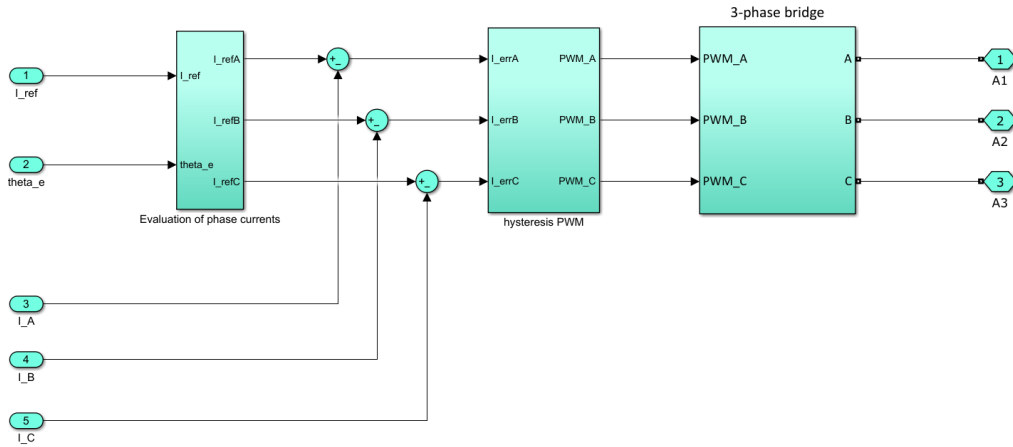 3-phase bridge
1
I_ref
2
theta_e
I_ref
theta_e
I_refA
I_refB
I_refC
Evaluation of phase currents
+
-
+
-
+
-
I_errA
I_errB
I_errC
PWM_A
PWM_B
PWM_C
hysteresis PWM
PWM_A
PWM_B
PWM_C
A
B
C
1
A1
2
A2
3
A3
3
I_A
4
I_B
5
I_C